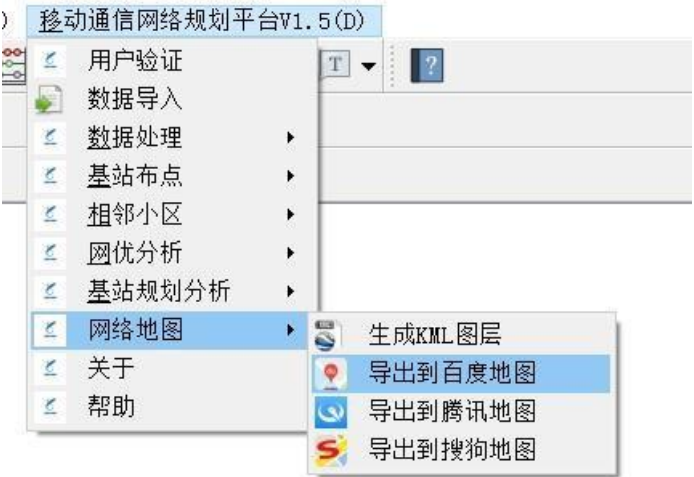 ) 移动通信网络规划平台V1.5(D)
T ?
用户验证
数据导入
数据处理
基站布点
相邻小区
网优分析
基站规划分析
网络地图
生成KML图层
关于
导出到百度地图
帮助
导出到腾讯地图
导出到搜狗地图